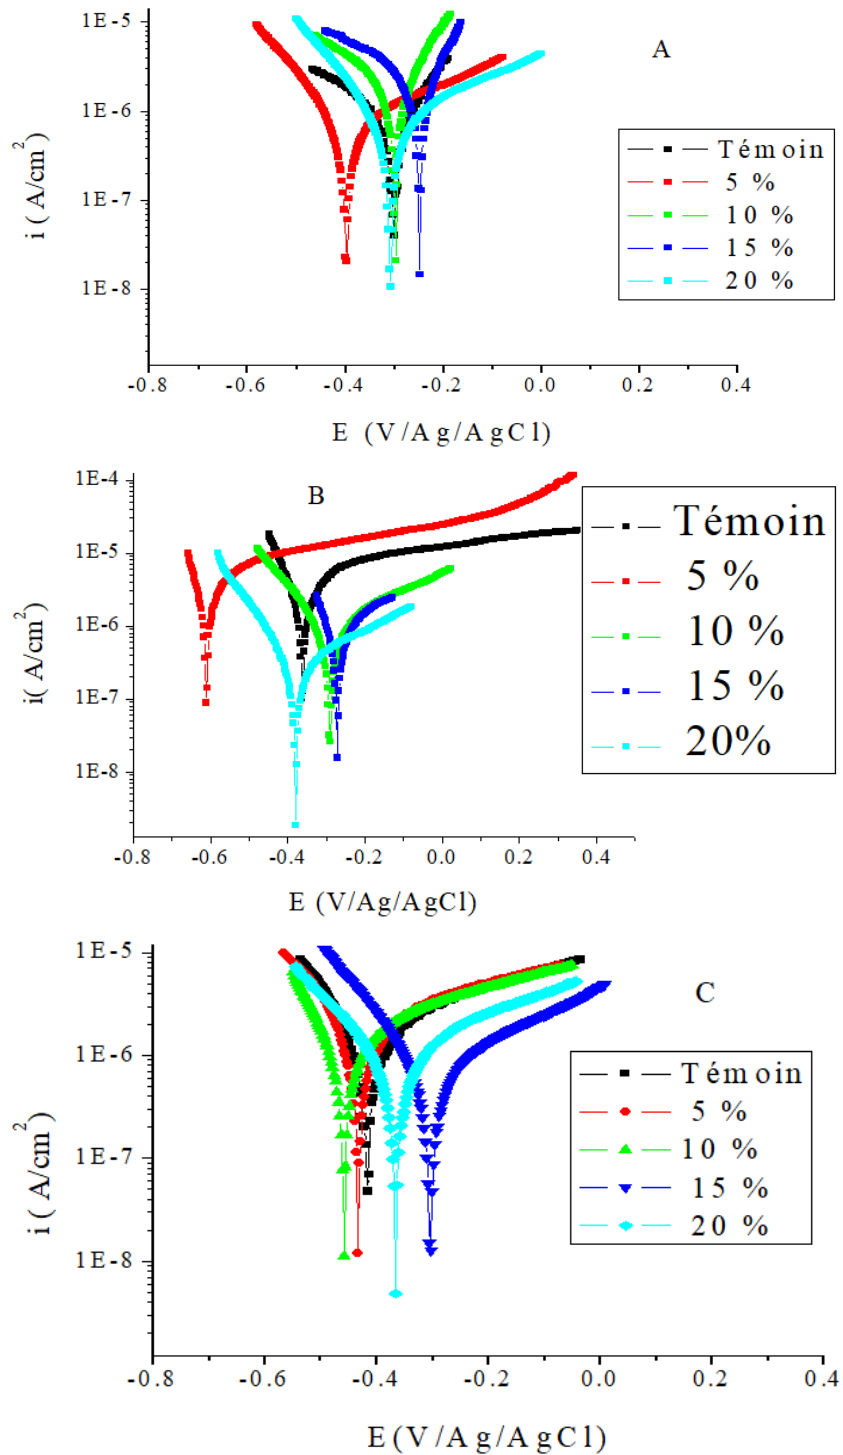 1E-5
A
1E-6
i ( A/cm2)
Témoin
5 %
1E-7
10 %
15 %
1E-8
20 %
-0.8 -0.6 -0.4 -0.2 0.0 0.2 0.4
E (V/Ag/AgCl)
1E-4
B
Témoin
1E-5
5 %
1E-6
10 %
i( A/cm2)
1E-7
15 %
20%
1E-8
-0.8 -0.6 -0.4 -0.2 0.0 0.2 0.4
E (V/Ag/AgCl)
1E-5
C
1E-6
Témoin
5 %
i ( A/cm2)
1E-7
10 %
15 %
20 %
1E-8
-0.8 -0.6 -0.4 -0.2 0.0 0.2 0.4
E (V/Ag/AgCl)